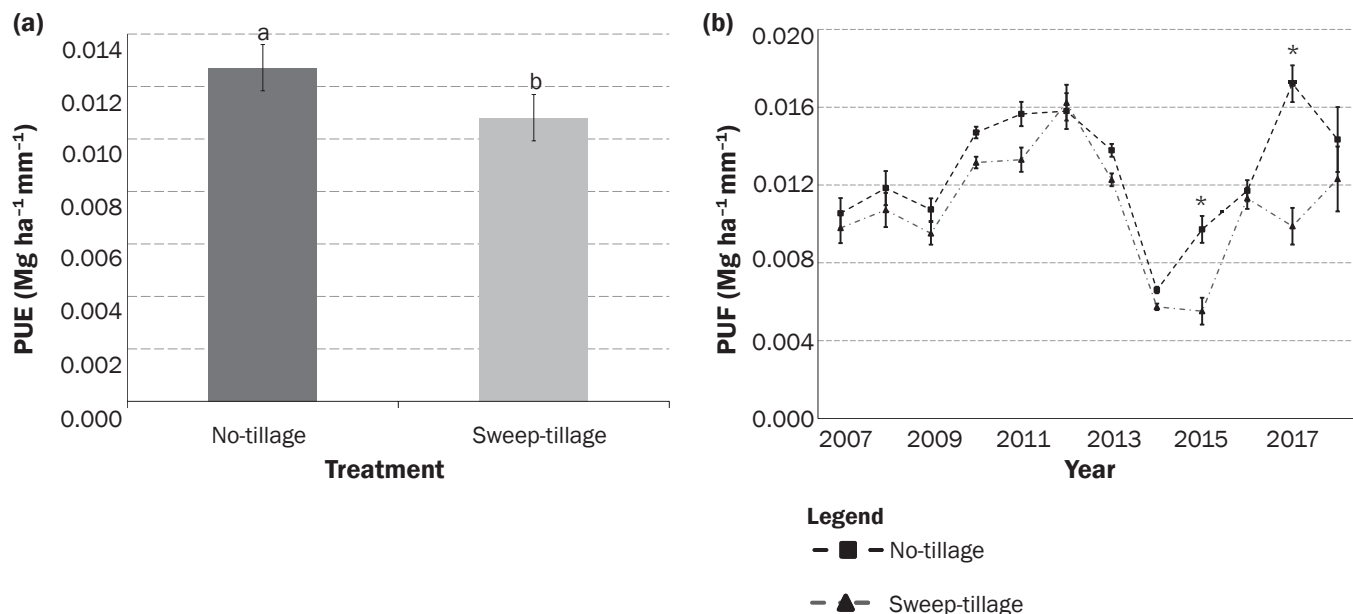 (a)
0.014
0.012
0.010
0.008
0.006
0.004
0.002
0.000
PUE (Mg ha⁻¹ mm⁻¹)
a
b
No-tillage
Sweep-tillage
Treatment
(b)
0.020
0.016
0.012
0.008
0.004
0.000
PUF (Mg ha⁻¹ mm⁻¹)
*
*
2007 2009 2011 2013 2015 2017
Year
Legend
No-tillage
Sweep-tillage